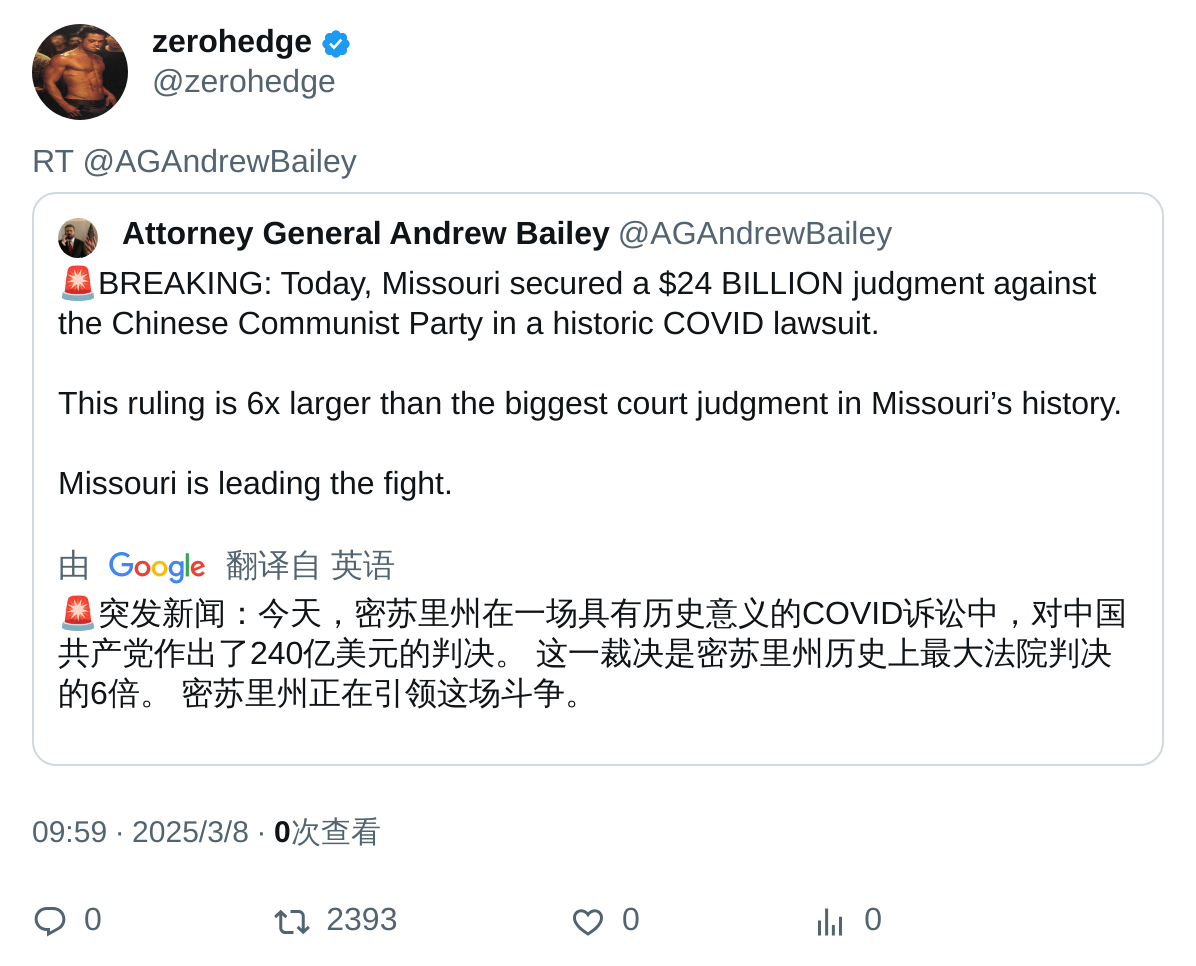 zerohedge
@zerohedge
RT @AGAndrewBailey
Attorney General Andrew Bailey @AGAndrewBailey
🚨BREAKING: Today, Missouri secured a $24 BILLION judgment against
the Chinese Communist Party in a historic COVID lawsuit.
This ruling is 6x larger than the biggest court judgment in Missouri’s history.
Missouri is leading the fight.
由 Google 翻译自 英语
🚨突发新闻：今天，密苏里州在一场具有历史意义的COVID诉讼中，对中国
共产党作出了240亿美元的判决。 这一裁决是密苏里州历史上最大法院判决
的6倍。 密苏里州正在引领这场斗争。
09:59 · 2025/3/8 · 0次查看
0 2393 0 0